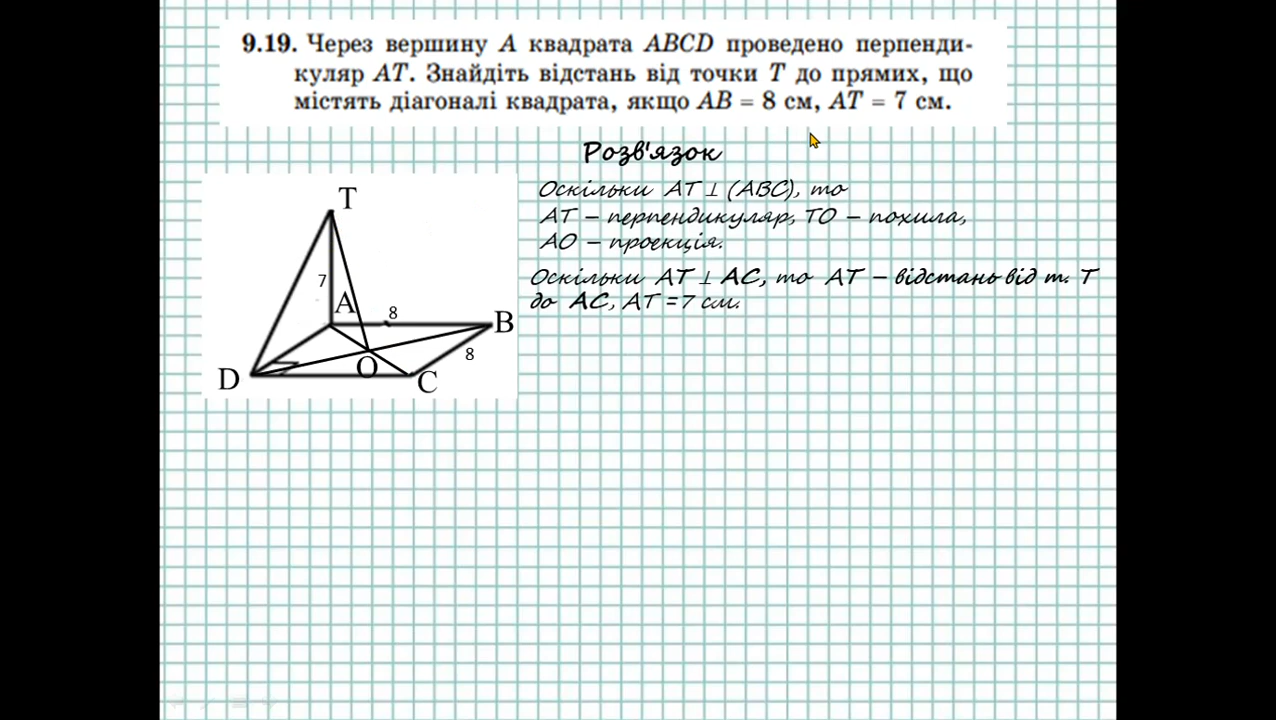 9.19. Через вершину A квадрата ABCD проведено перпенди-
куляр AT. Знайдіть відстань від точки T до прямих, що
містять діагоналі квадрата, якщо AB = 8 см, AT = 7 см.
Розв'язок
Оскільки AT ⊥ (ABC), то
AT – перпендикуляр, TO – похила,
AO – проекція.
Оскільки AT ⊥ AC, то AT – відстань від т. T
до AC, AT =7 см.
T
7
A
8
B
8
O
D
C